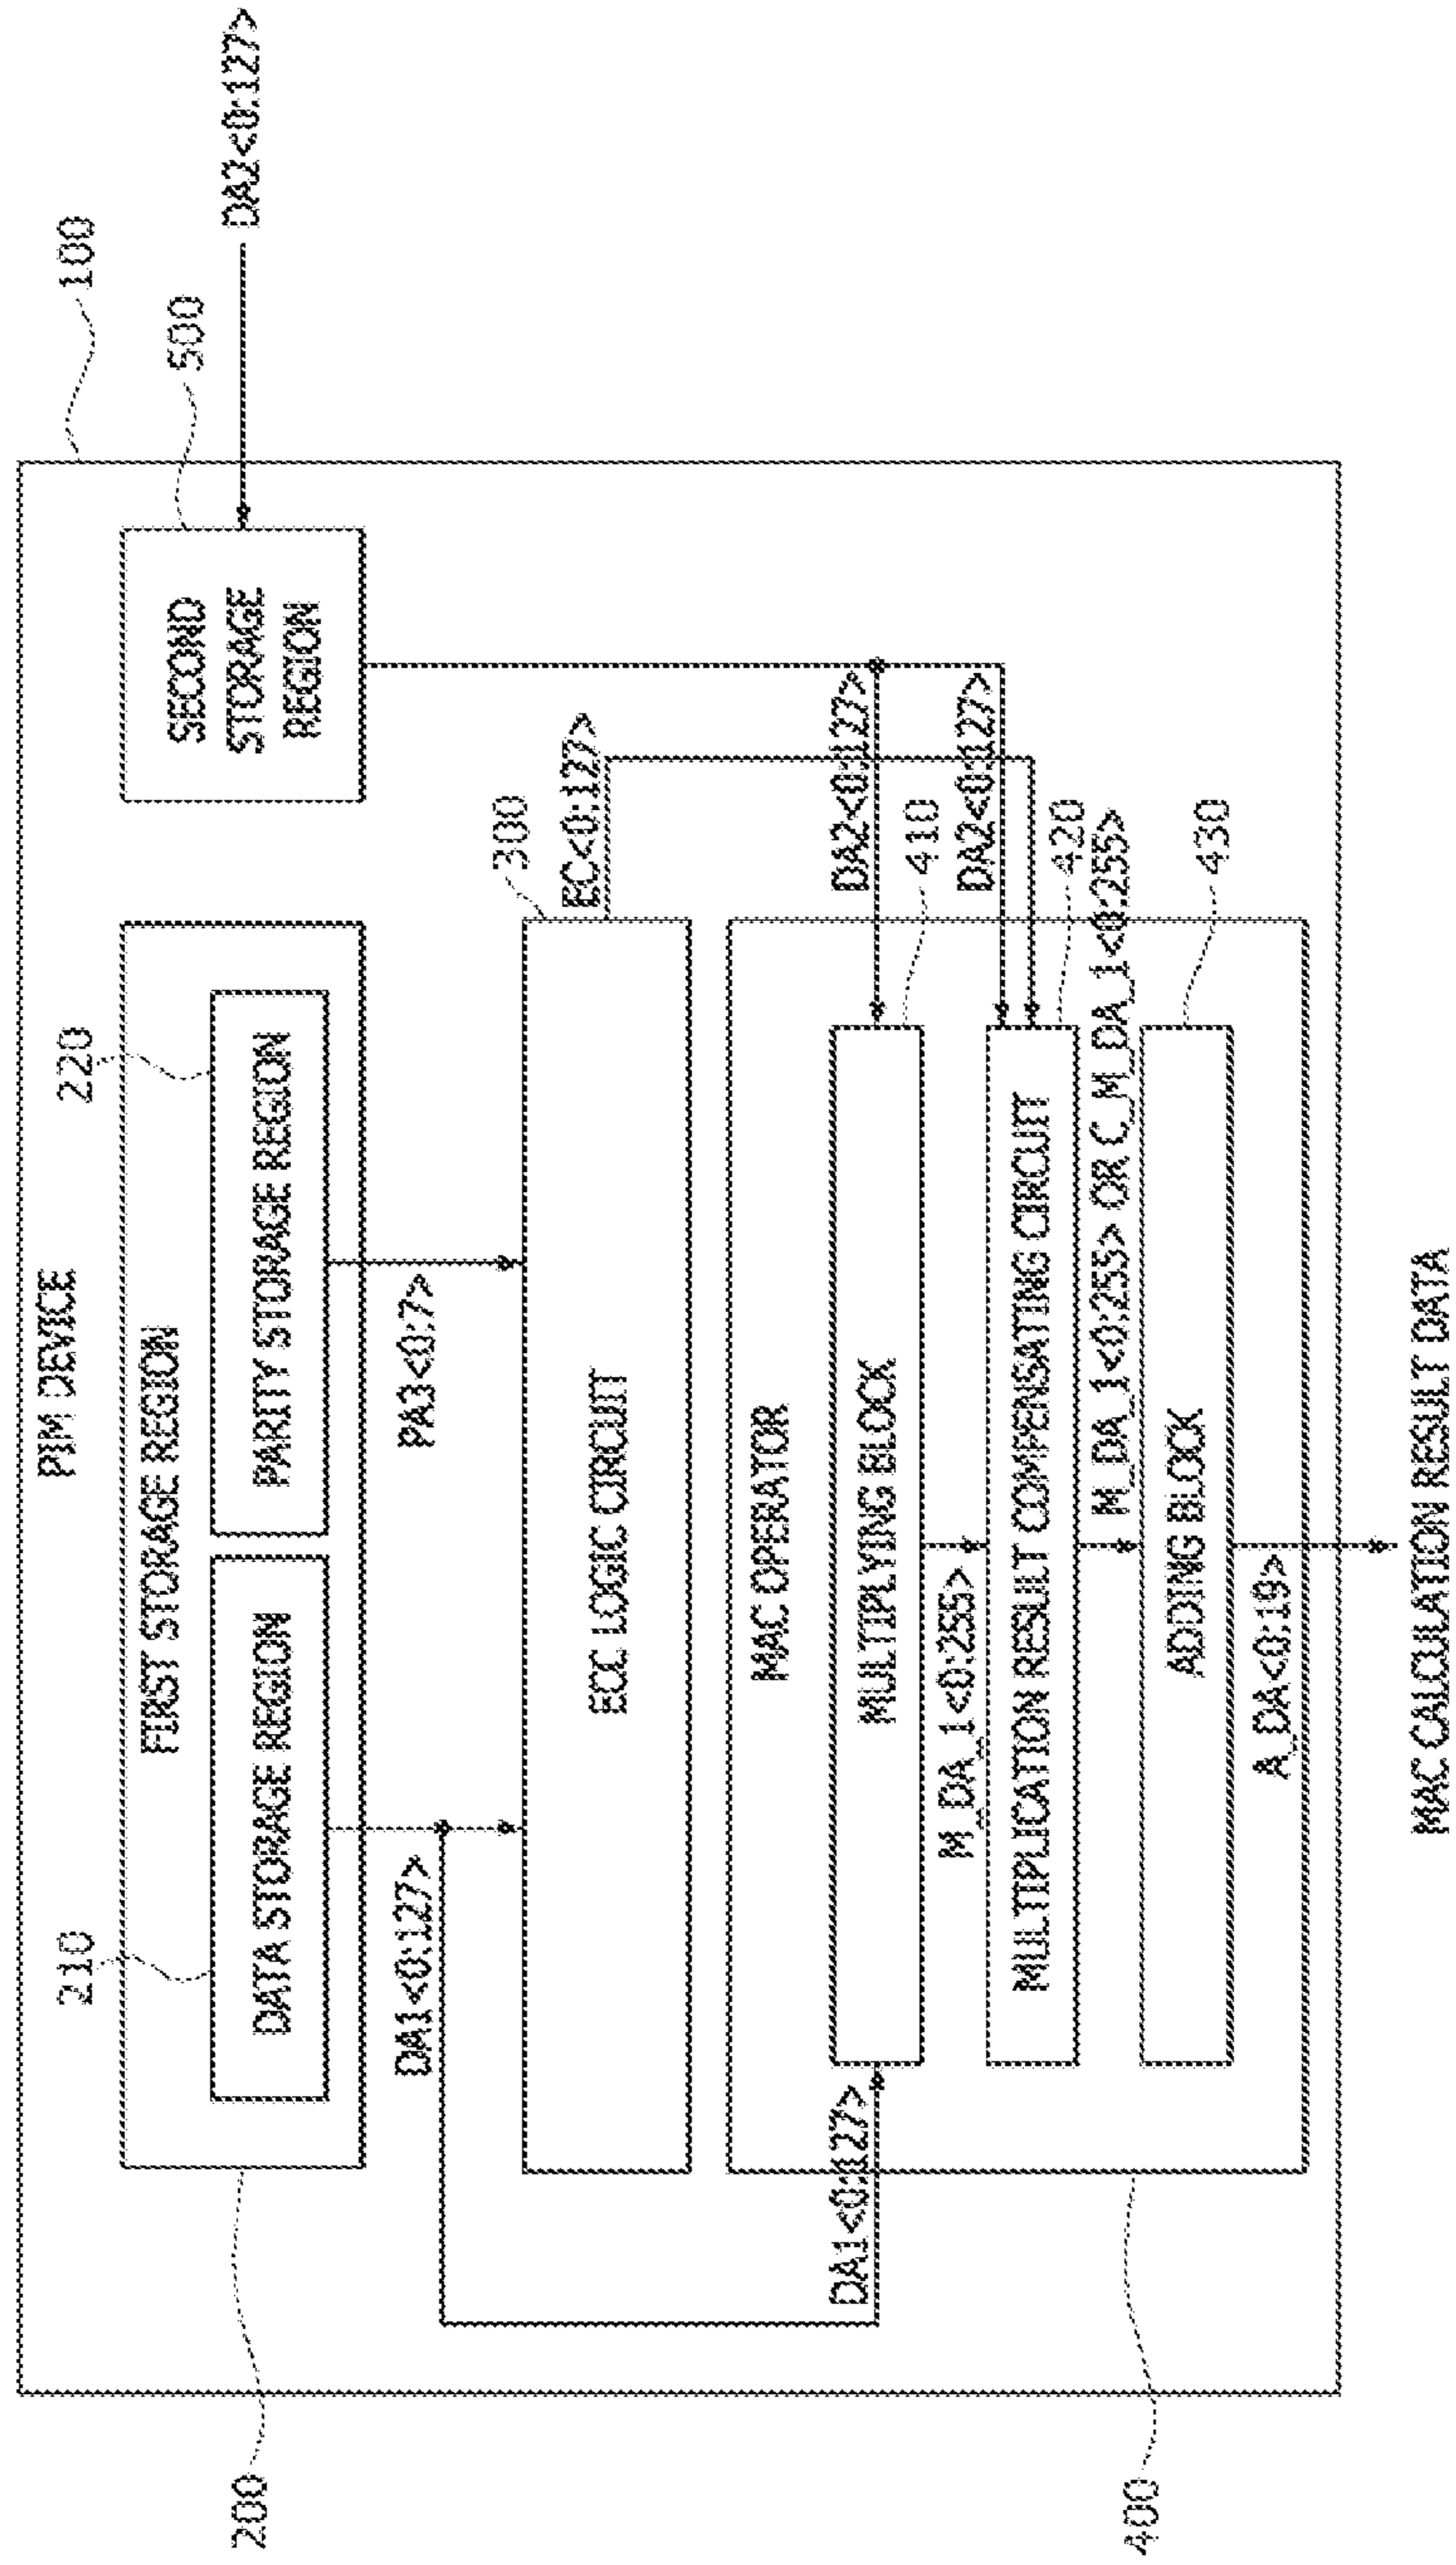 100
PIM DEVICE
500
DA2<0:127>
200
FIRST STORAGE REGION
210
220
DATA STORAGE REGION
PARITY STORAGE REGION
SECOND
STORAGE
REGION
DA1<0:127>
PA3<0:7>
300
ECC LOGIC CIRCUIT
EC<0:127>
400
MAC OPERATOR
DA1<0:127>
DA2<0:127>
MULTIPLYING BLOCK
410
M_DA_1<0:255>
DA2<0:127>
MULTIPLICATION RESULT COMPENSATING CIRCUIT
420
M_DA_1<0:255> OR C_M_DA_1<0:255>
ADDING BLOCK
430
A_DA<0:19>
MAC CALCULATION RESULT DATA